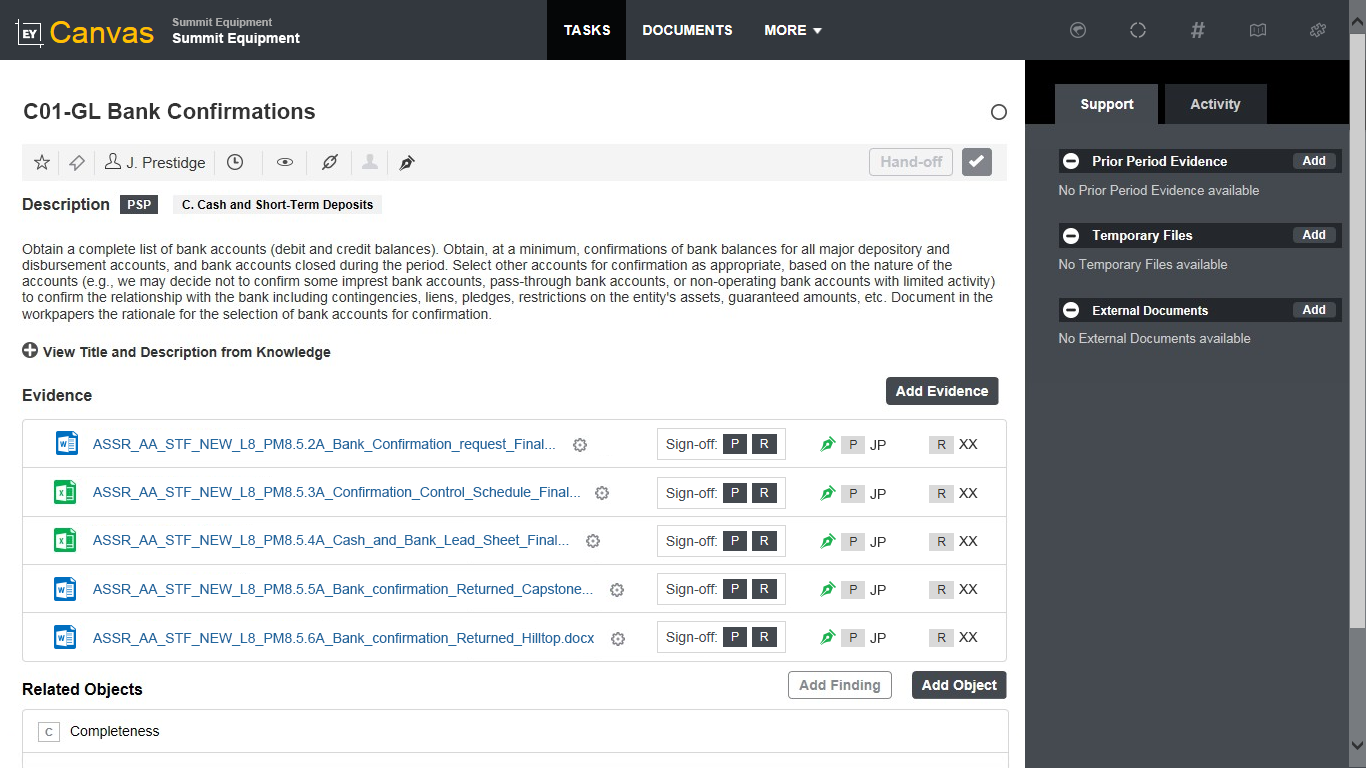 EY Canvas
Summit Equipment
Summit Equipment
TASKS
DOCUMENTS
MORE
#
C01-GL Bank Confirmations
J. Prestidge
Hand-off
Description PSP C. Cash and Short-Term Deposits
Obtain a complete list of bank accounts (debit and credit balances). Obtain, at a minimum, confirmations of bank balances for all major depository and
disbursement accounts, and bank accounts closed during the period. Select other accounts for confirmation as appropriate, based on the nature of the
accounts (e.g., we may decide not to confirm some imprest bank accounts, pass-through bank accounts, or non-operating bank accounts with limited activity)
to confirm the relationship with the bank including contingencies, liens, pledges, restrictions on the entity's assets, guaranteed amounts, etc. Document in the
workpapers the rationale for the selection of bank accounts for confirmation.
View Title and Description from Knowledge
Evidence
Add Evidence
ASSR_AA_STF_NEW_L8_PM8.5.2A_Bank_Confirmation_request_Final... Sign-off: P R P JP R XX
ASSR_AA_STF_NEW_L8_PM8.5.3A_Confirmation_Control_Schedule_Final... Sign-off: P R P JP R XX
ASSR_AA_STF_NEW_L8_PM8.5.4A_Cash_and_Bank_Lead_Sheet_Final... Sign-off: P R P JP R XX
ASSR_AA_STF_NEW_L8_PM8.5.5A_Bank_confirmation_Returned_Capstone... Sign-off: P R P JP R XX
ASSR_AA_STF_NEW_L8_PM8.5.6A_Bank_confirmation_Returned_Hilltop.docx Sign-off: P R P JP R XX
Related Objects
Add Finding
Add Object
C Completeness
Support
Activity
Prior Period Evidence Add
No Prior Period Evidence available
Temporary Files Add
No Temporary Files available
External Documents Add
No External Documents available